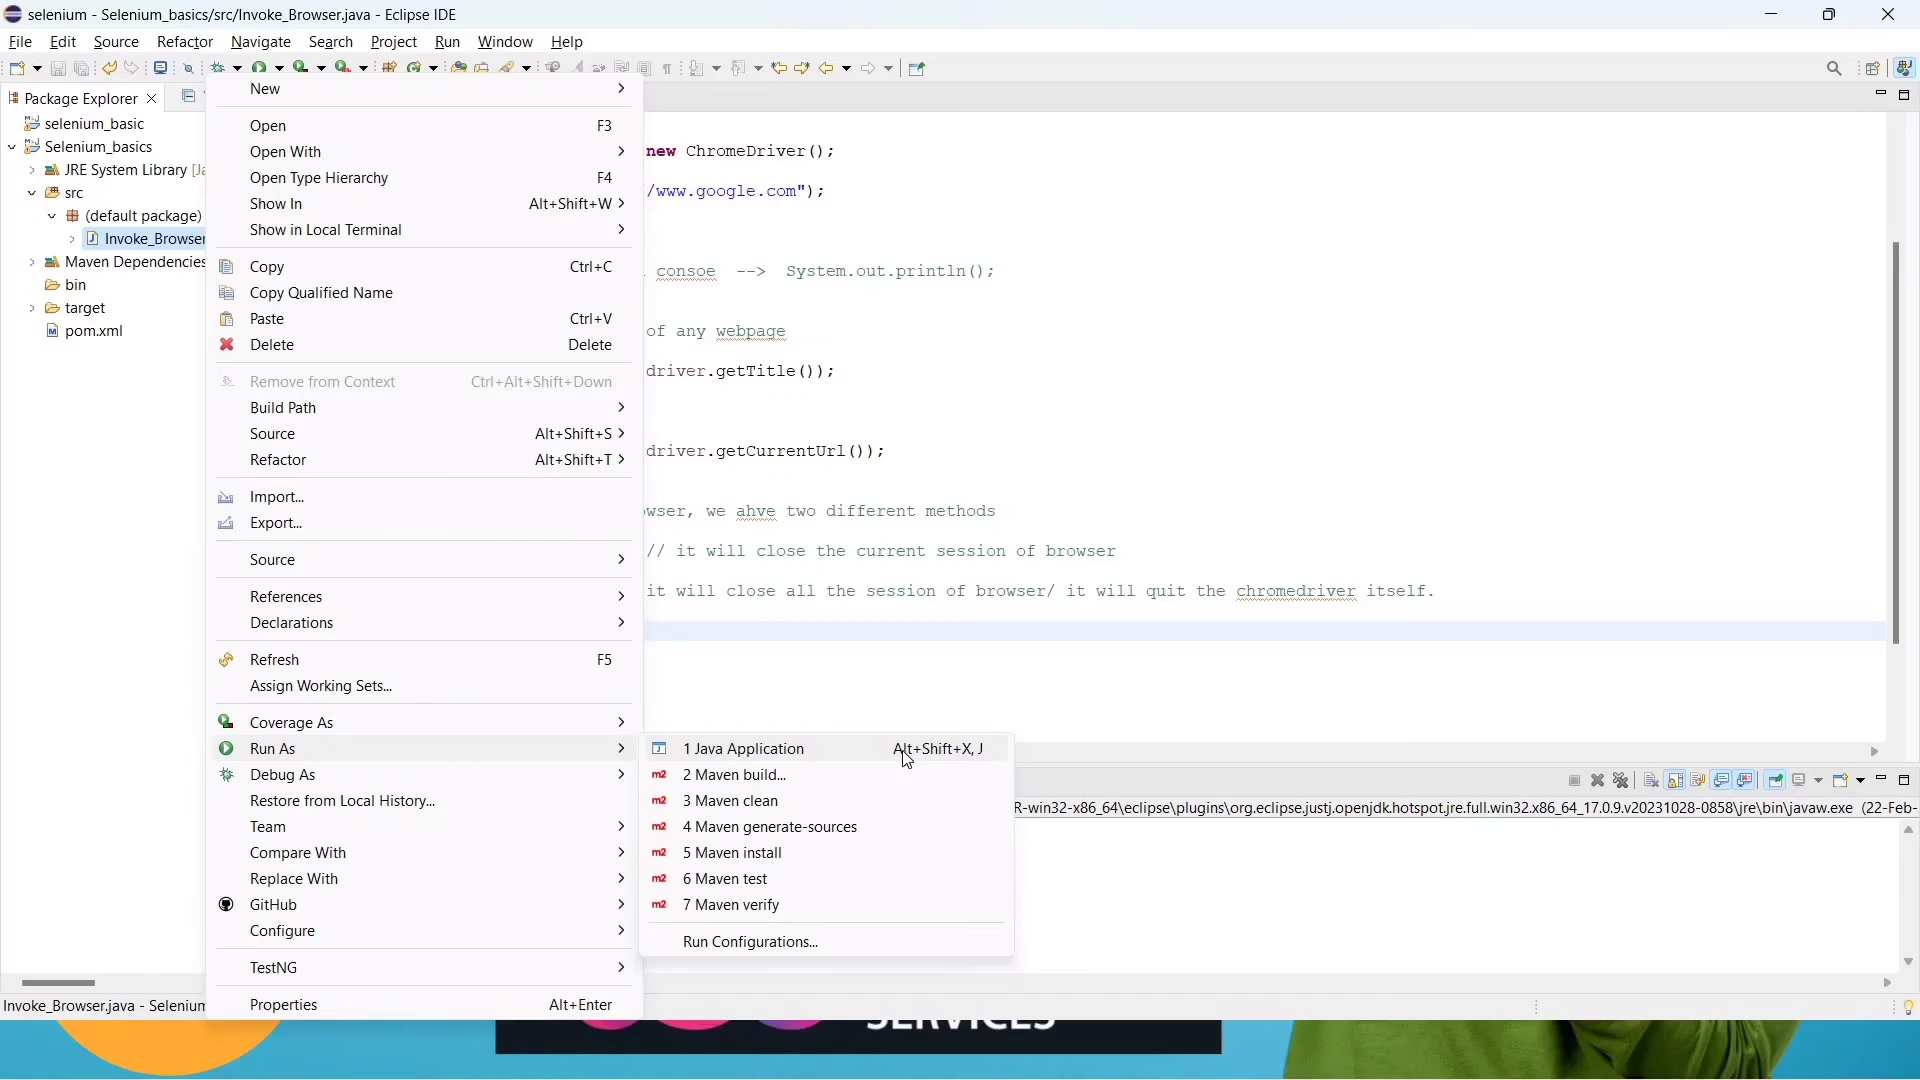 selenium - Selenium_basics/src/Invoke_Browser.java - Eclipse IDE
File Edit Source Refactor Navigate Search Project Run Window Help
Package Explorer
selenium_basic
Selenium_basics
JRE System Library
src
(default package)
Invoke_Browser
Maven Dependencies
bin
target
pom.xml
New
Open F3
Open With
Open Type Hierarchy F4
Show In Alt+Shift+W
Show in Local Terminal
Copy Ctrl+C
Copy Qualified Name
Paste Ctrl+V
Delete Delete
Remove from Context Ctrl+Alt+Shift+Down
Build Path
Source Alt+Shift+S
Refactor Alt+Shift+T
Import...
Export...
Source
References
Declarations
Refresh F5
Assign Working Sets...
Coverage As
Run As
Debug As
Restore from Local History...
Team
Compare With
Replace With
GitHub
Configure
TestNG
Properties Alt+Enter
1 Java Application Alt+Shift+X, J
m2 2 Maven build...
m2 3 Maven clean
m2 4 Maven generate-sources
m2 5 Maven install
m2 6 Maven test
m2 7 Maven verify
Run Configurations...
new ChromeDriver();
/www.google.com");
consoe --> System.out.println();
of any webpage
driver.getTitle());
driver.getCurrentUrl());
wser, we ahve two different methods
// it will close the current session of browser
it will close all the session of browser/ it will quit the chromedriver itself.
R-win32-x86_64\eclipse\plugins\org.eclipse.justj.openjdk.hotspot.jre.full.win32.x86_64_17.0.9.v20231028-0858\jre\bin\javaw.exe (22-Feb-
Invoke_Browser.java - Selenium
SERVICES